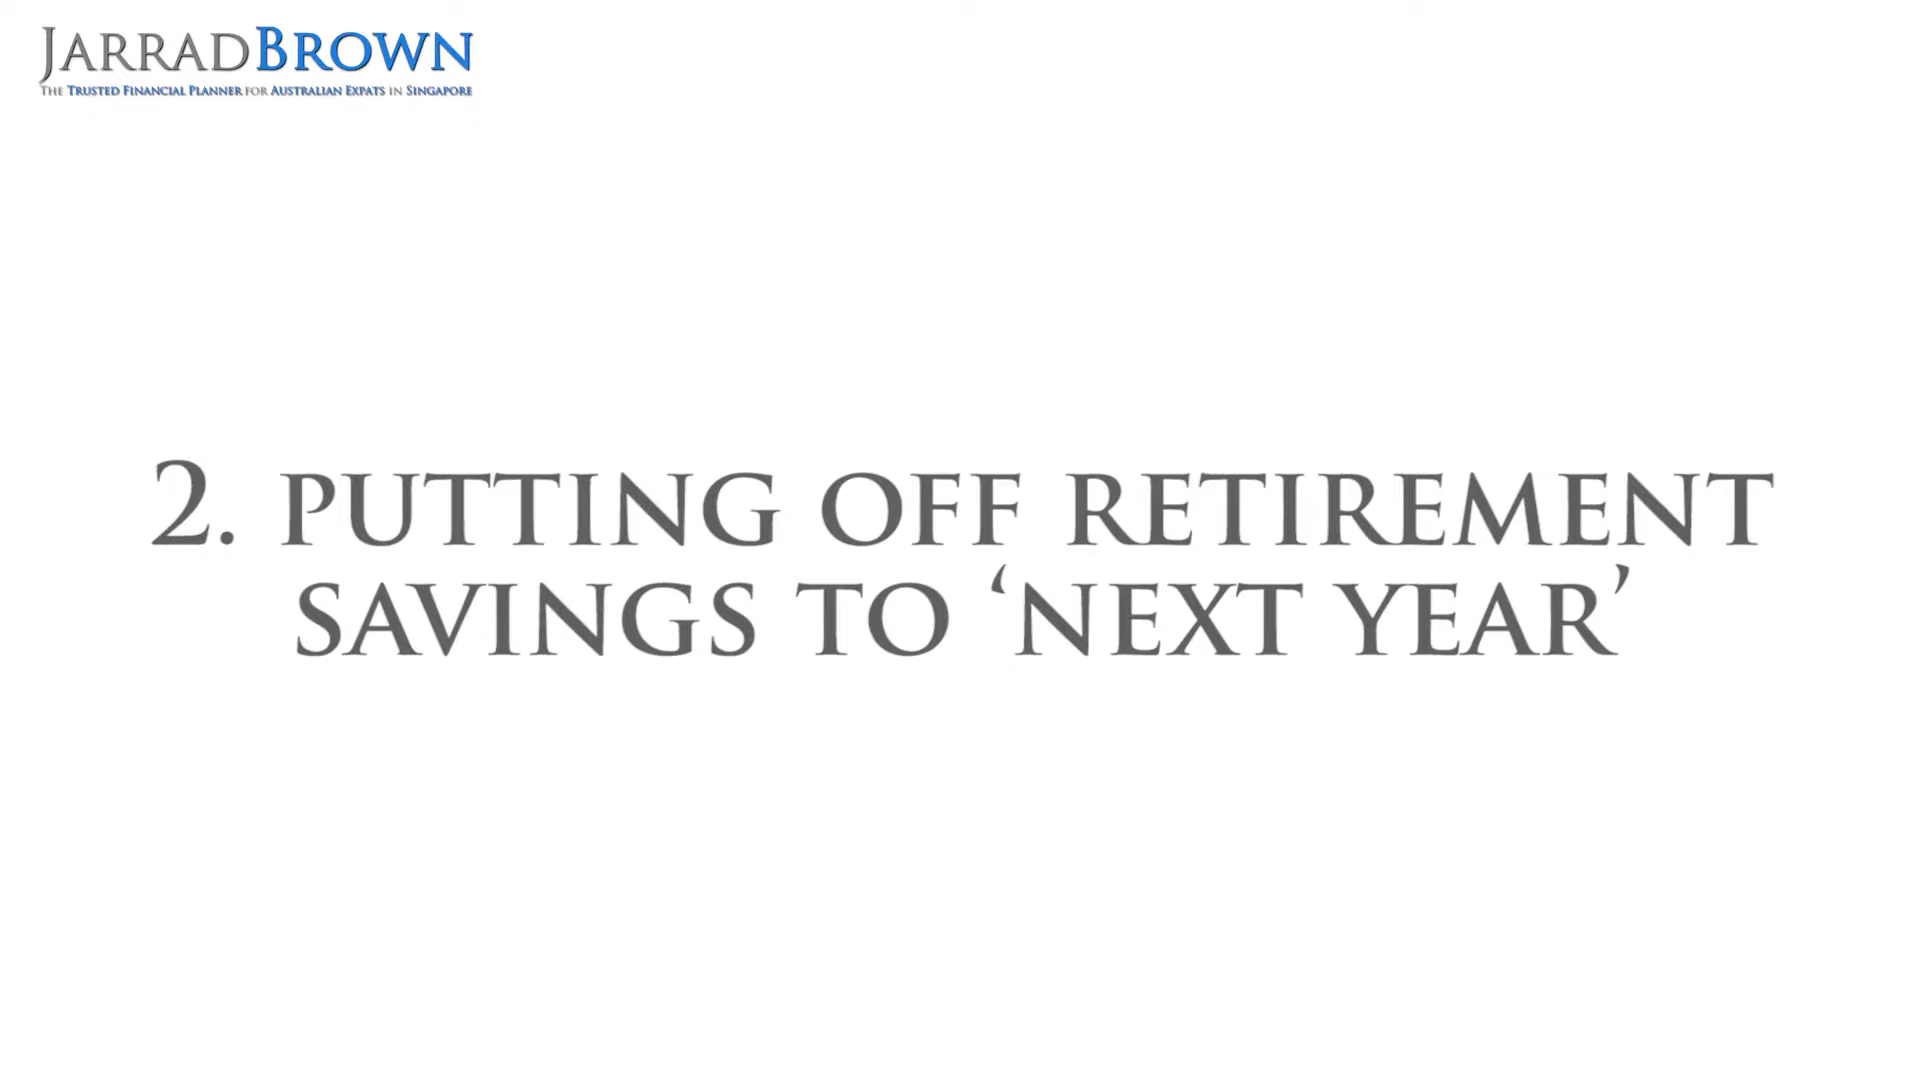 JARRADBROWN
THE TRUSTED FINANCIAL PLANNER FOR AUSTRALIAN EXPATS IN SINGAPORE
2. PUTTING OFF RETIREMENT
SAVINGS TO ‘NEXT YEAR’